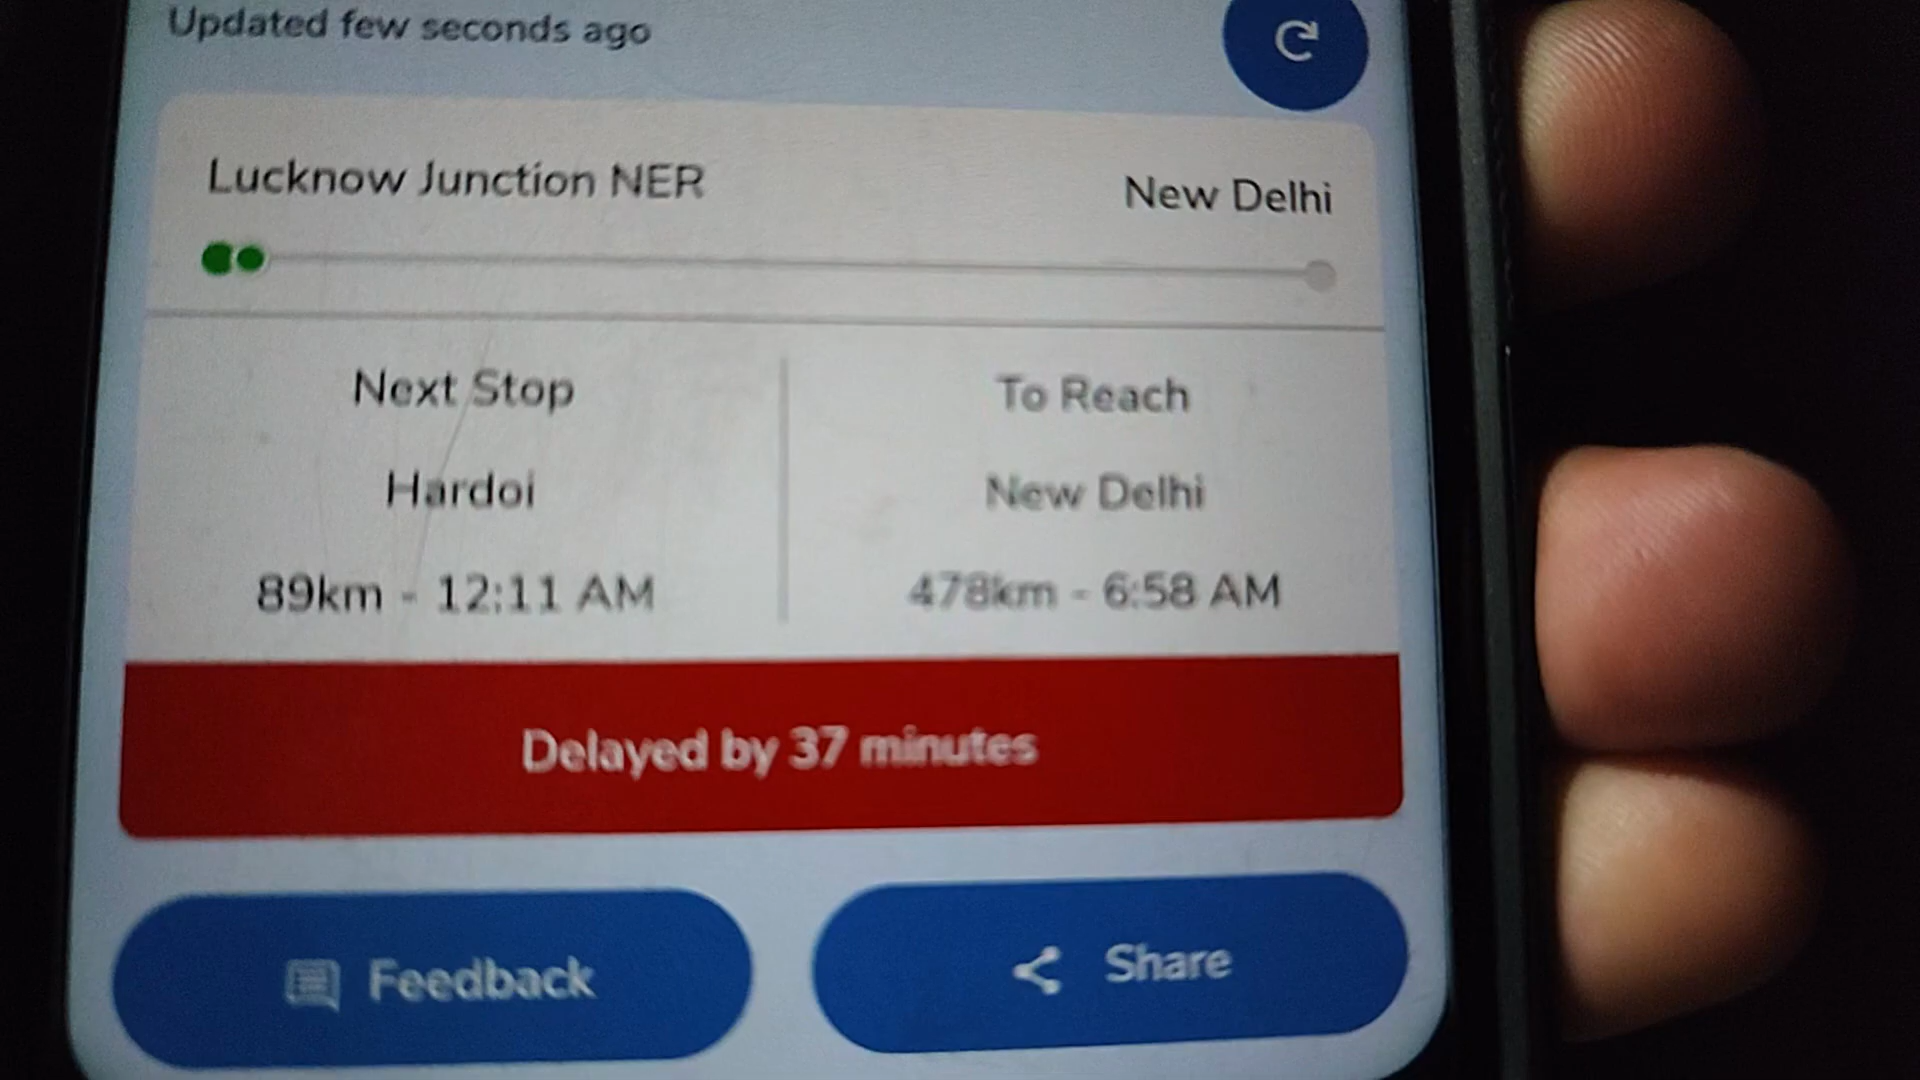 Updated few seconds ago
Lucknow Junction NER
New Delhi
Next Stop
To Reach
Hardoi
New Delhi
89km - 12:11 AM
478km - 6:58 AM
Delayed by 37 minutes
Feedback
Share